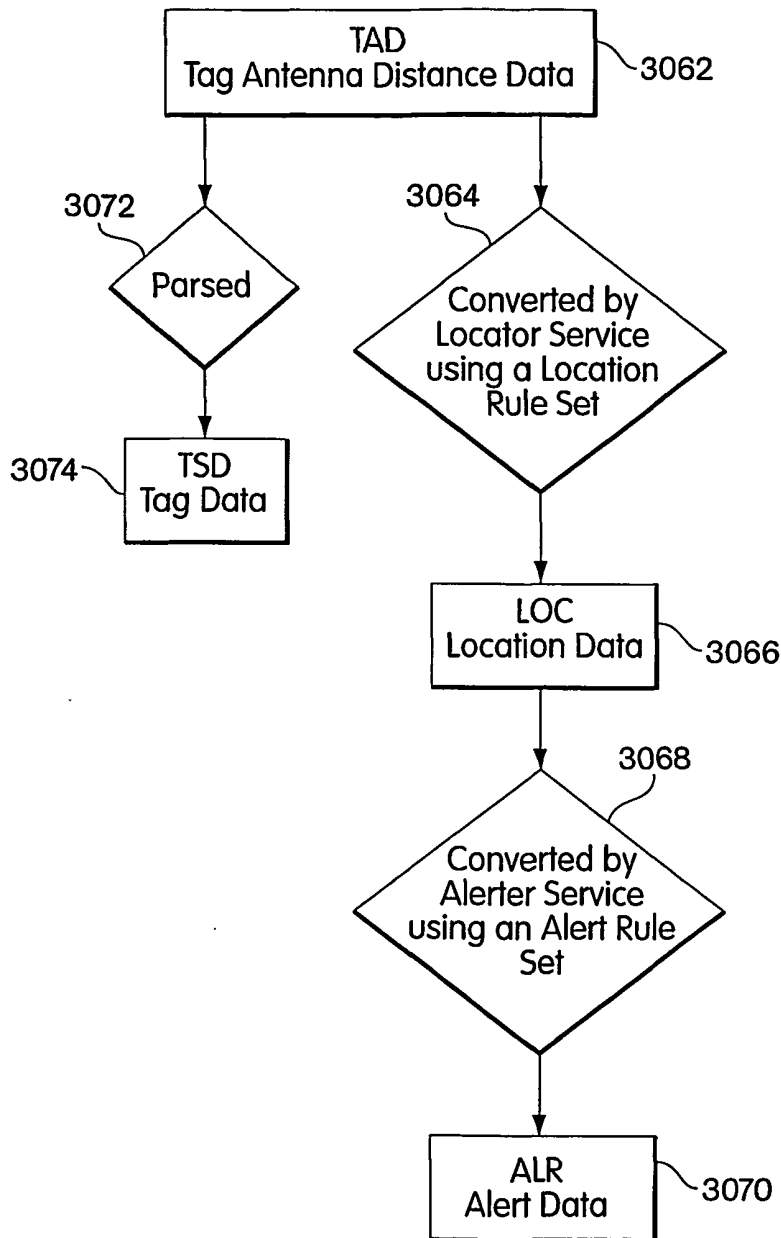 TAD
Tag Antenna Distance Data
3062
3072
Parsed
3064
Converted by
Locator Service
using a Location
Rule Set
3074
TSD
Tag Data
LOC
Location Data
3066
3068
Converted by
Alerter Service
using an Alert Rule
Set
ALR
Alert Data
3070